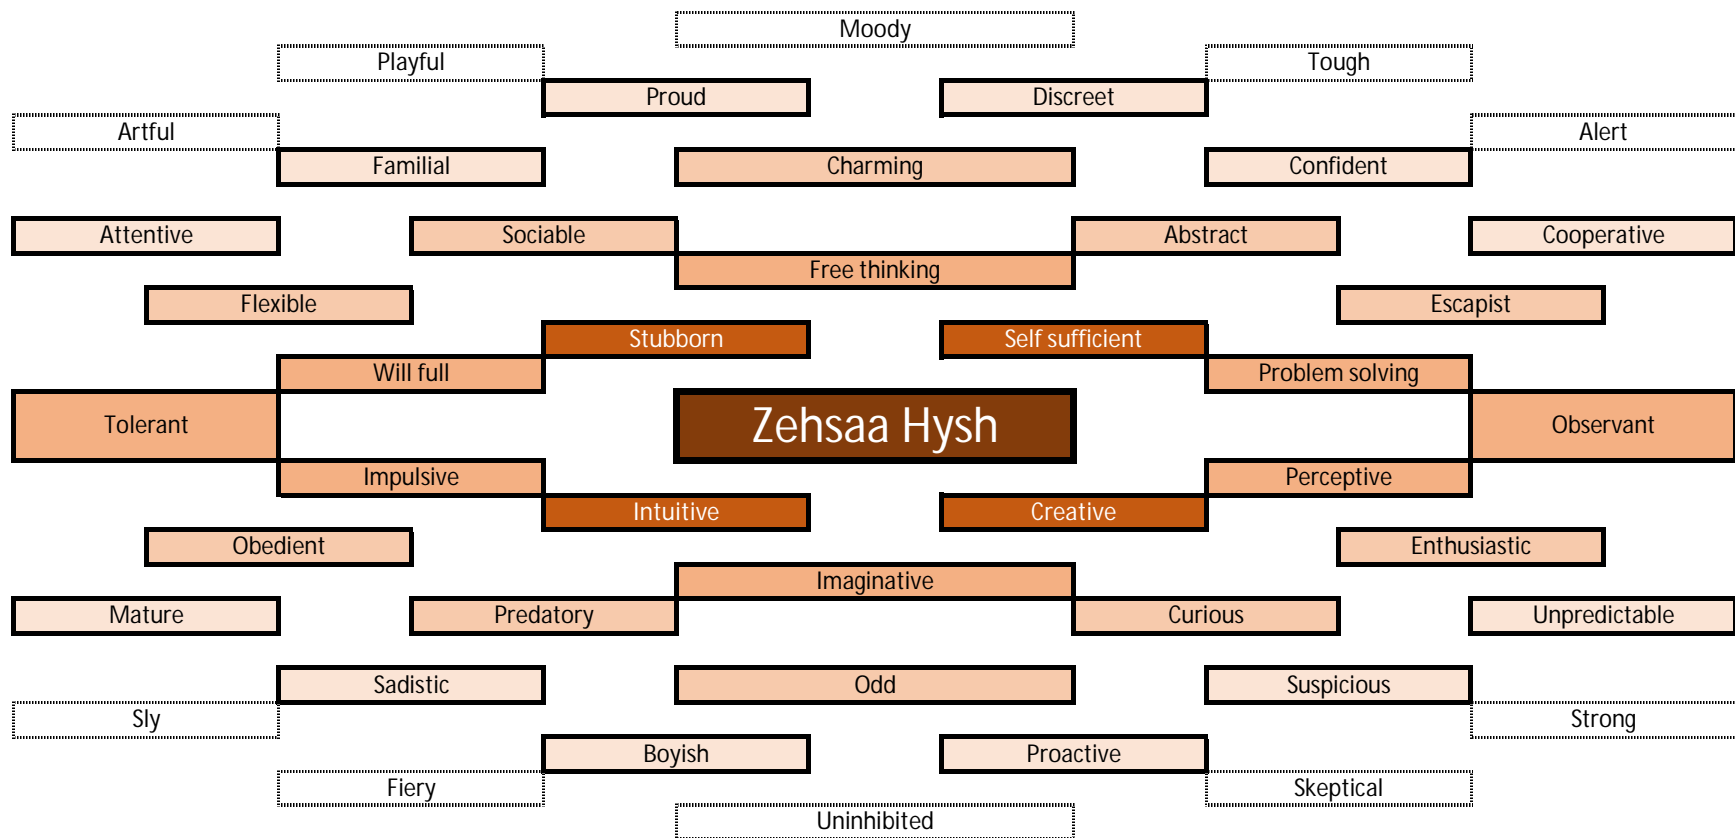 Moody
Playful
Tough
Proud
Discreet
Artful
Alert
Familial
Charming
Confident
Attentive
Sociable
Abstract
Cooperative
Free thinking
Flexible
Escapist
Stubborn
Self sufficient
Will full
Problem solving
Tolerant
Zehsaa Hysh
Observant
Impulsive
Perceptive
Intuitive
Creative
Obedient
Enthusiastic
Imaginative
Mature
Predatory
Curious
Unpredictable
Sadistic
Odd
Suspicious
Sly
Strong
Boyish
Proactive
Fiery
Skeptical
Uninhibited